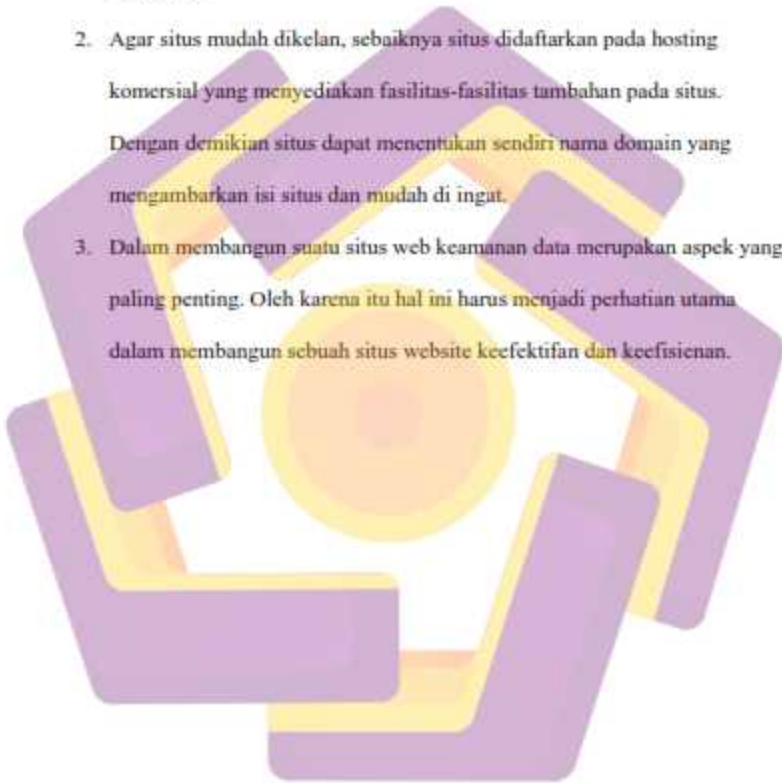 2. Agar situs mudah dikelan, sebaiknya situs didaftarkan pada hosting
komersial yang menyediakan fasilitas-fasilitas tambahan pada situs.
Dengan demikian situs dapat menentukan sendiri nama domain yang
mengambarkan isi situs dan mudah di ingat.
3. Dalam membangun suatu situs web keamanan data merupakan aspek yang
paling penting. Oleh karena itu hal ini harus menjadi perhatian utama
dalam membangun sebuah situs website keefektifan dan keefisienan.